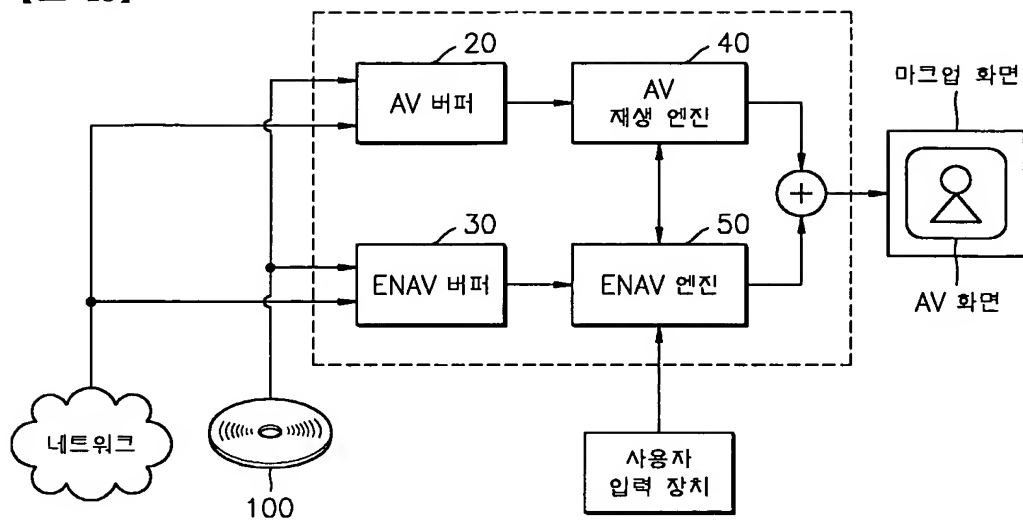 20
40
AV 버퍼
AV
재생 엔진
마크업 화면
30
50
ENAV 버퍼
ENAV 엔진
AV 화면
네트워크
100
사용자
입력 장치